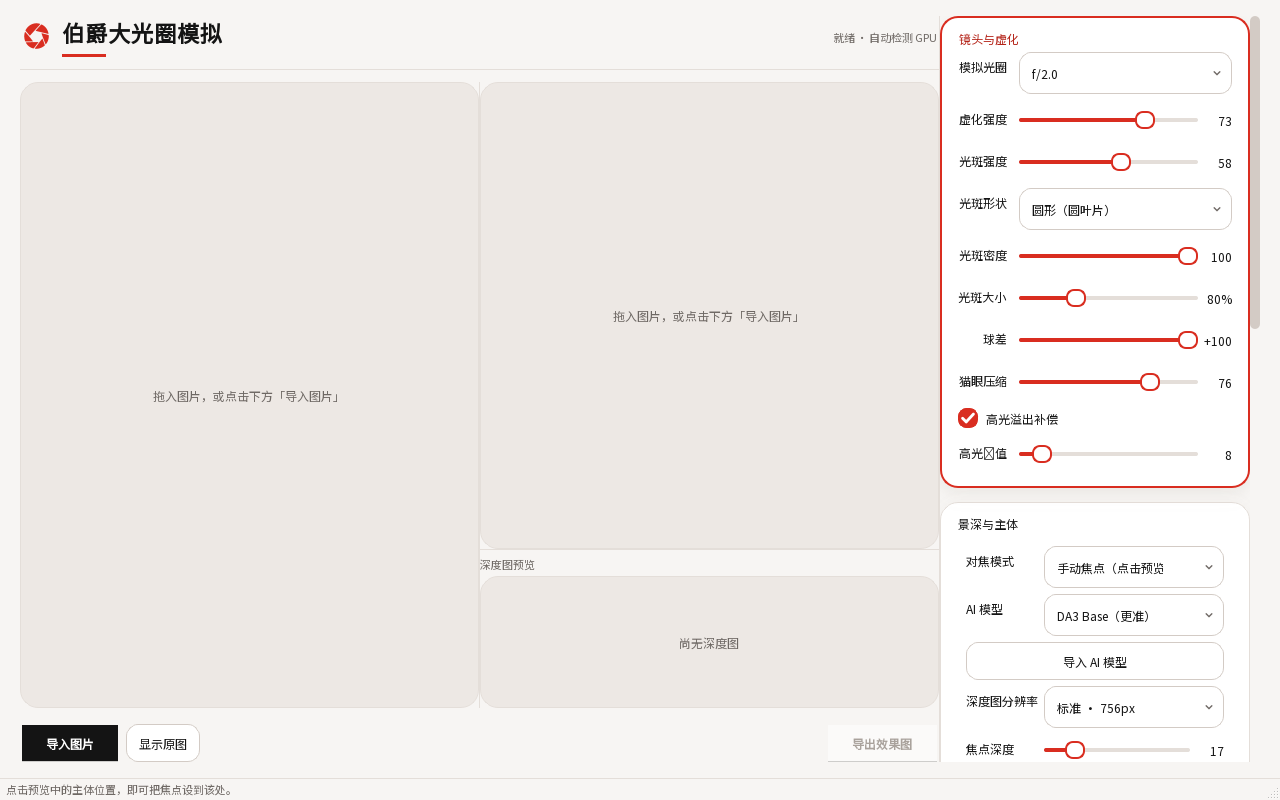 伯爵大光圈模拟
就绪 · 自动检测 GPU
拖入图片，或点击下方「导入图片」
拖入图片，或点击下方「导入图片」
深度图预览
尚无深度图
导入图片
显示原图
导出效果图
点击预览中的主体位置，即可把焦点设到该处。
镜头与虚化
模拟光圈 f/2.0
虚化强度 73
光斑强度 58
光斑形状 圆形（圆叶片）
光斑密度 100
光斑大小 80%
球差 +100
猫眼压缩 76
高光溢出补偿
高光值 8
景深与主体
对焦模式 手动焦点（点击预览
AI 模型 DA3 Base（更准）
导入 AI 模型
深度图分辨率 标准 · 756px
焦点深度 17